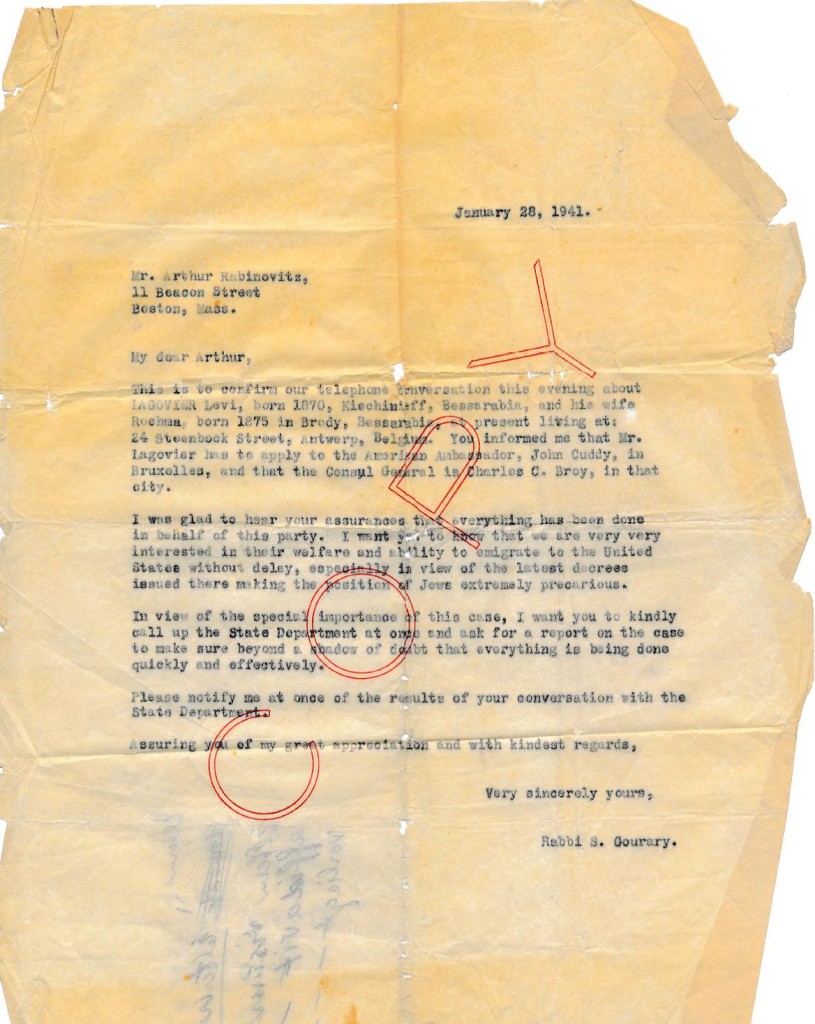 January 28, 1941.
Mr. Arthur Rabinovitz,
11 Beacon Street
Boston, Mass.
My dear Arthur,
This is to confirm our telephone conversation this evening about
LAGOVIER Levi, born 1870, Kischineff, Bessarabia, and his wife
Rochma, born 1875 in Brody, Bessarabia, at present living at:
24 Steenbock Street, Antwerp, Belgium. You informed me that Mr.
Lagovier has to apply to the American Ambassador, John Cuddy, in
Bruxelles, and that the Consul General is Charles C. Broy, in that
city.
I was glad to hear your assurances that everything has been done
in behalf of this party. I want you to know that we are very very
interested in their welfare and ability to emigrate to the United
States without delay, especially in view of the latest decrees
issued there making the position of Jews extremely precarious.
In view of the special importance of this case, I want you to kindly
call up the State Department at once and ask for a report on the case
to make sure beyond a shadow of doubt that everything is being done
quickly and effectively.
Please notify me at once of the results of your conversation with the
State Department.
Assuring you of my great appreciation and with kindest regards,
Very sincerely yours,
Rabbi S. Gourary.
COPY